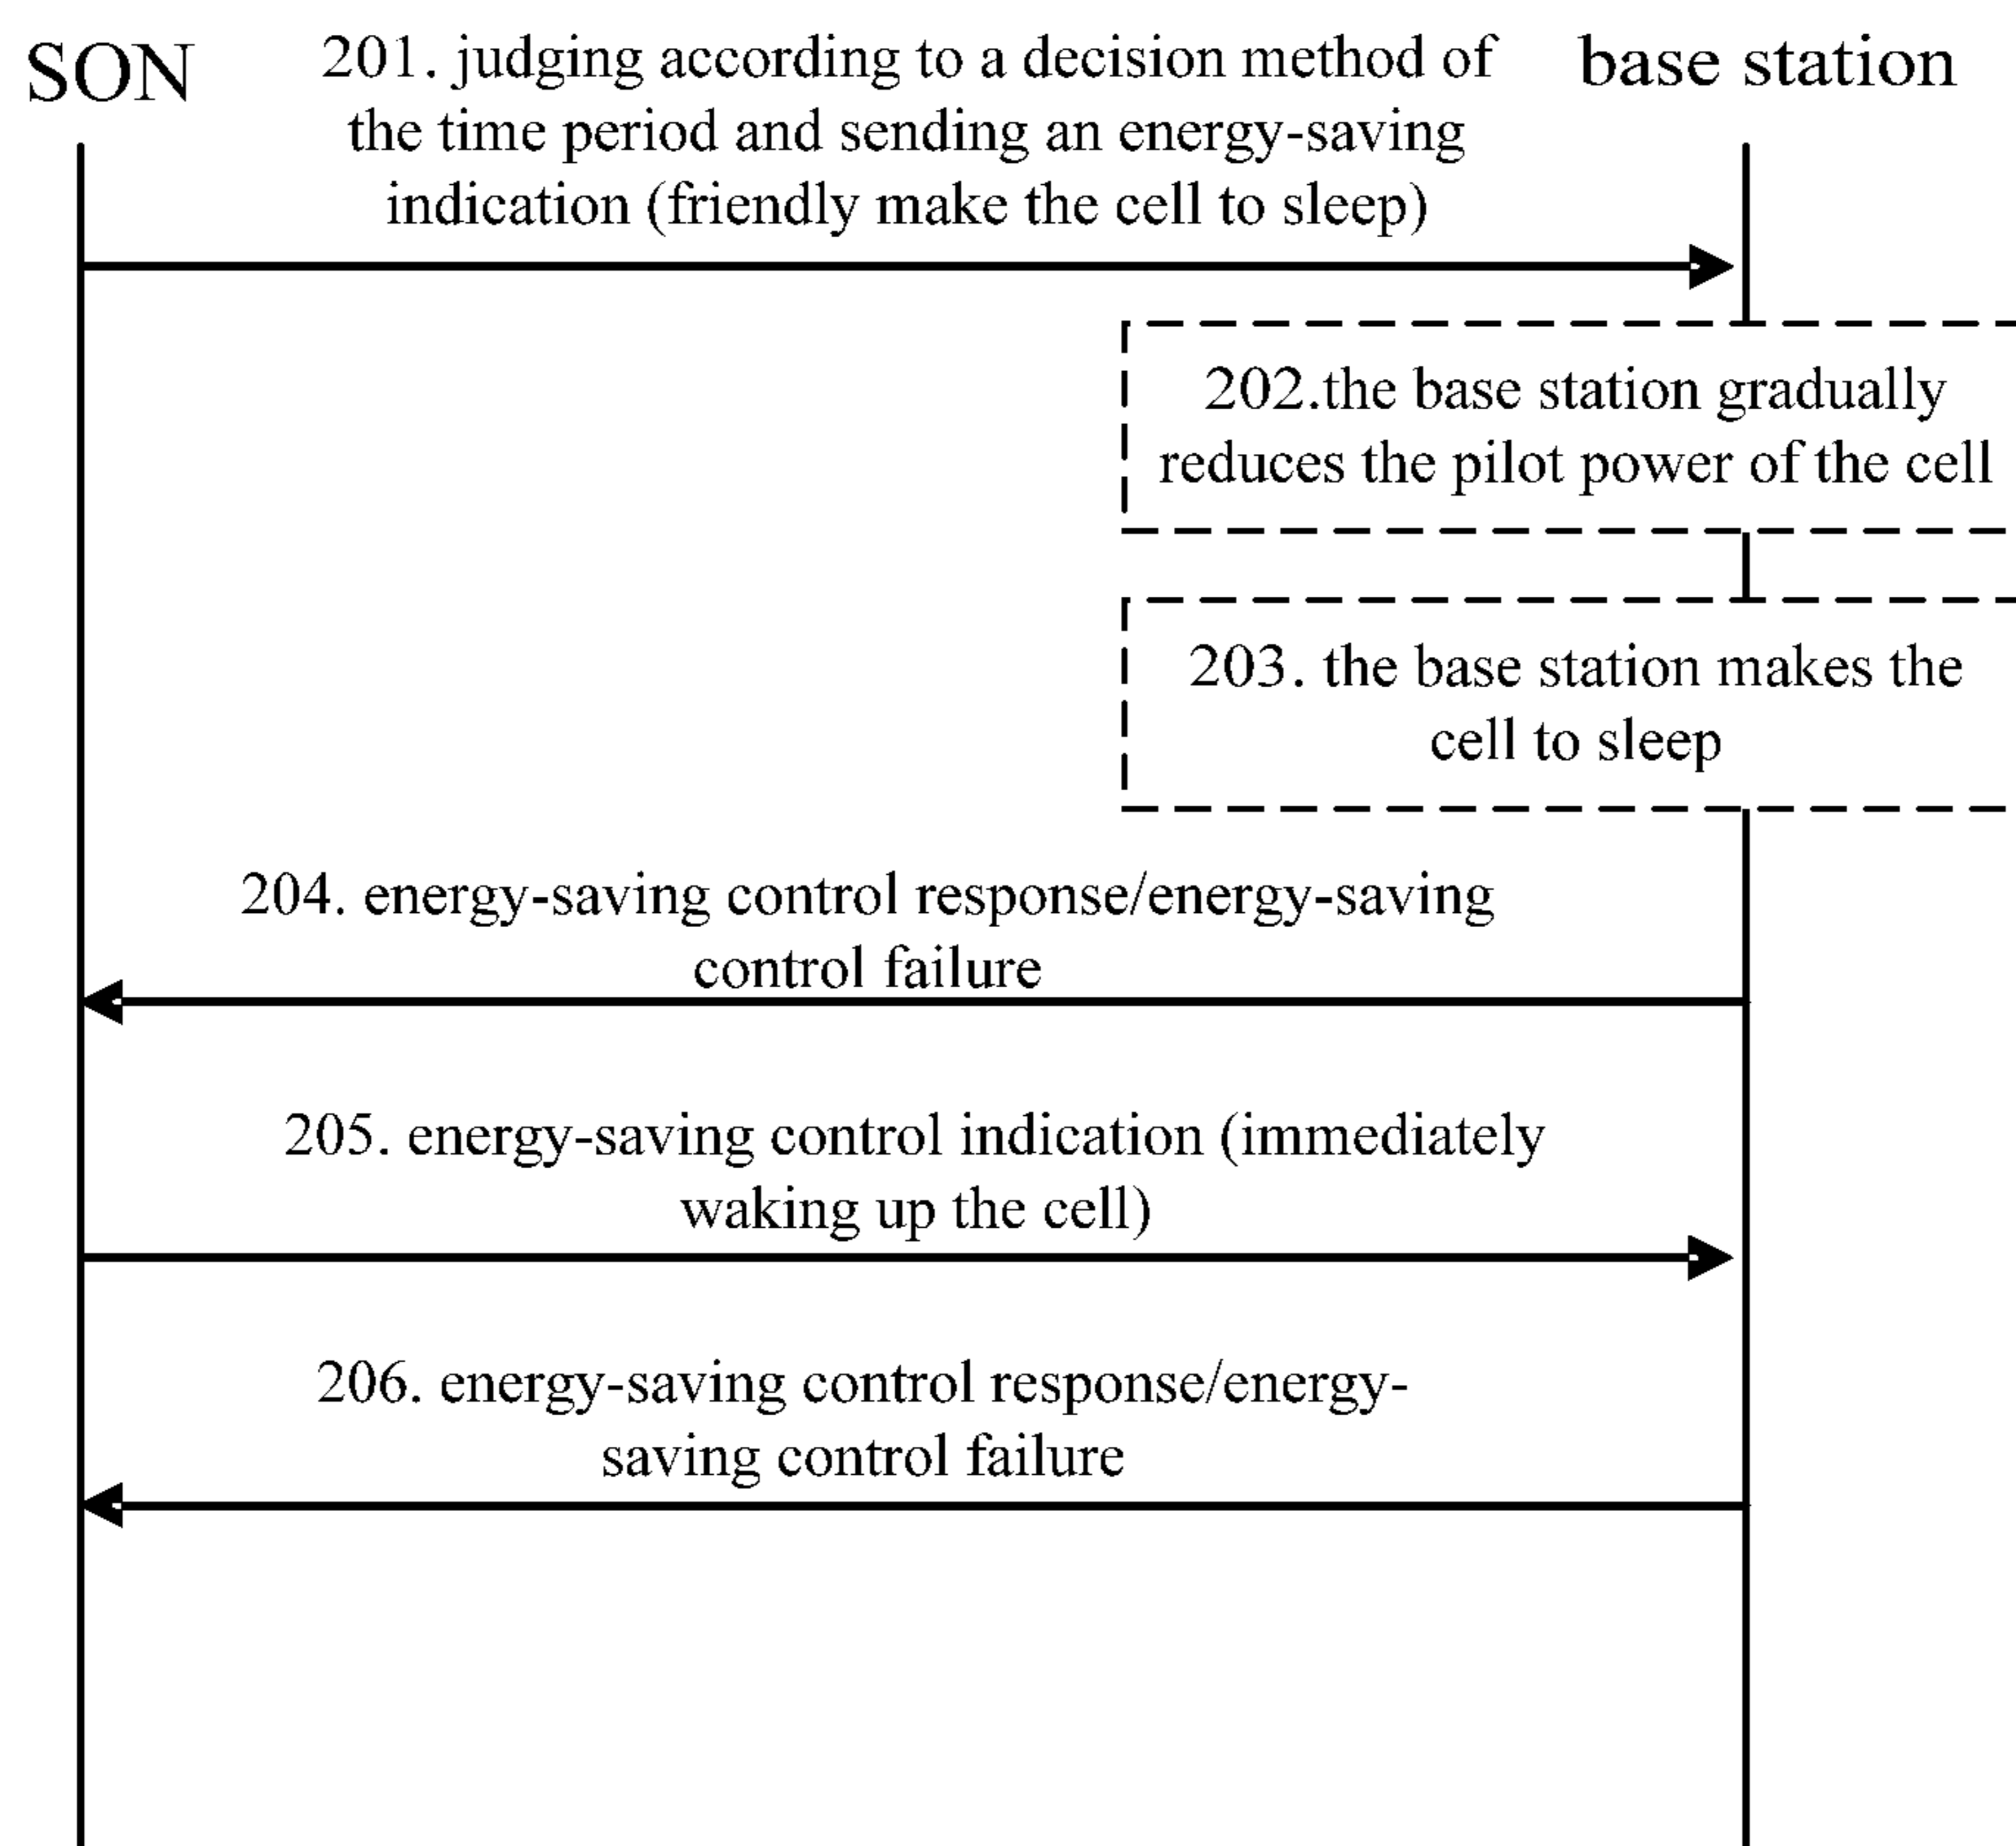 SON
201. judging according to a decision method of
the time period and sending an energy-saving
indication (friendly make the cell to sleep)
base station
202.the base station gradually
reduces the pilot power of the cell
203. the base station makes the
cell to sleep
204. energy-saving control response/energy-saving
control failure
205. energy-saving control indication (immediately
waking up the cell)
206. energy-saving control response/energy-
saving control failure